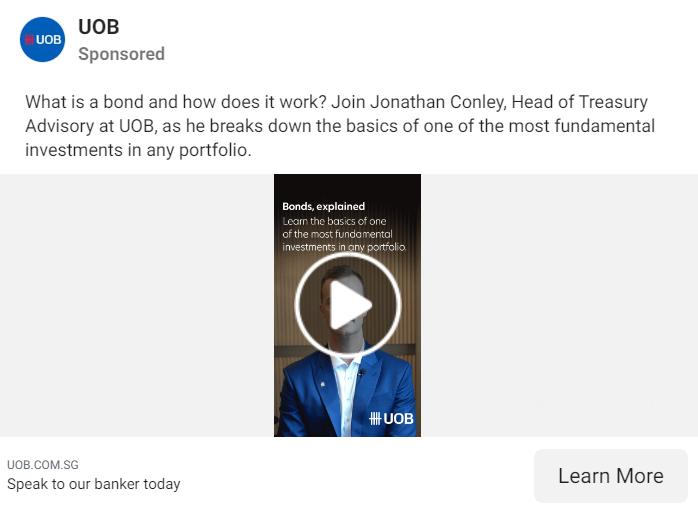 UOB
UOB
Sponsored
What is a bond and how does it work? Join Jonathan Conley, Head of Treasury
Advisory at UOB, as he breaks down the basics of one of the most fundamental
investments in any portfolio.
Bonds, explained
Learn the basics of one
of the most fundamental
investments in any portfolio.
UOB
UOB.COM.SG
Speak to our banker today
Learn More